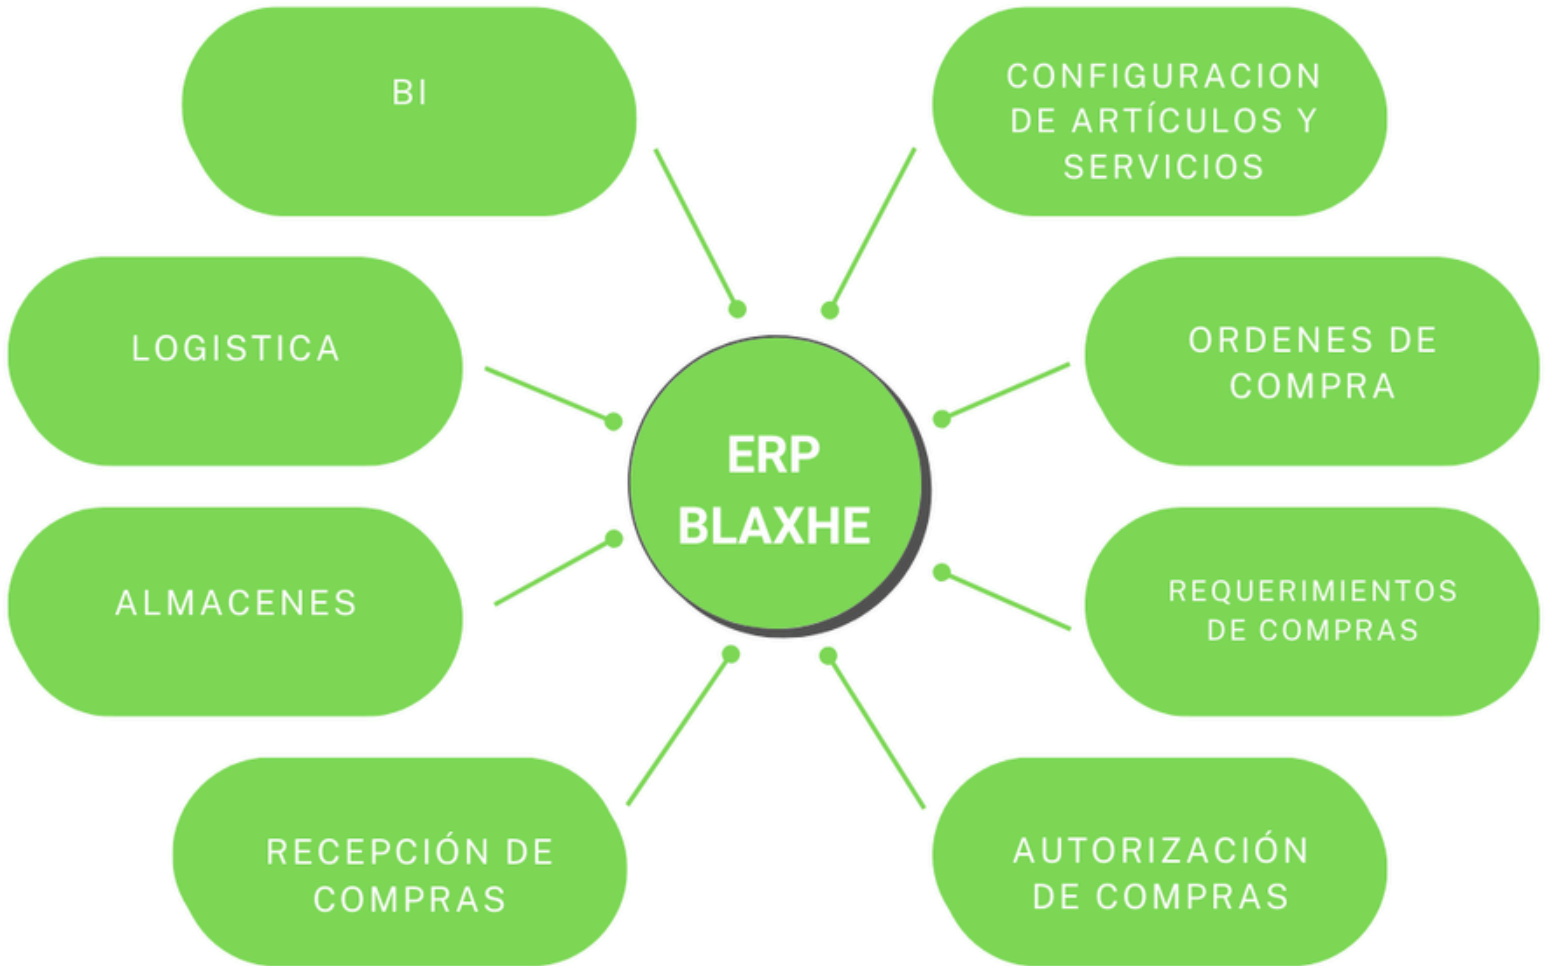 BI
CONFIGURACION
DE ARTÍCULOS Y
SERVICIOS
LOGISTICA
ORDENES DE
COMPRA
ERP
BLAXHE
ALMACENES
REQUERIMIENTOS
DE COMPRAS
RECEPCIÓN DE
COMPRAS
AUTORIZACIÓN
DE COMPRAS